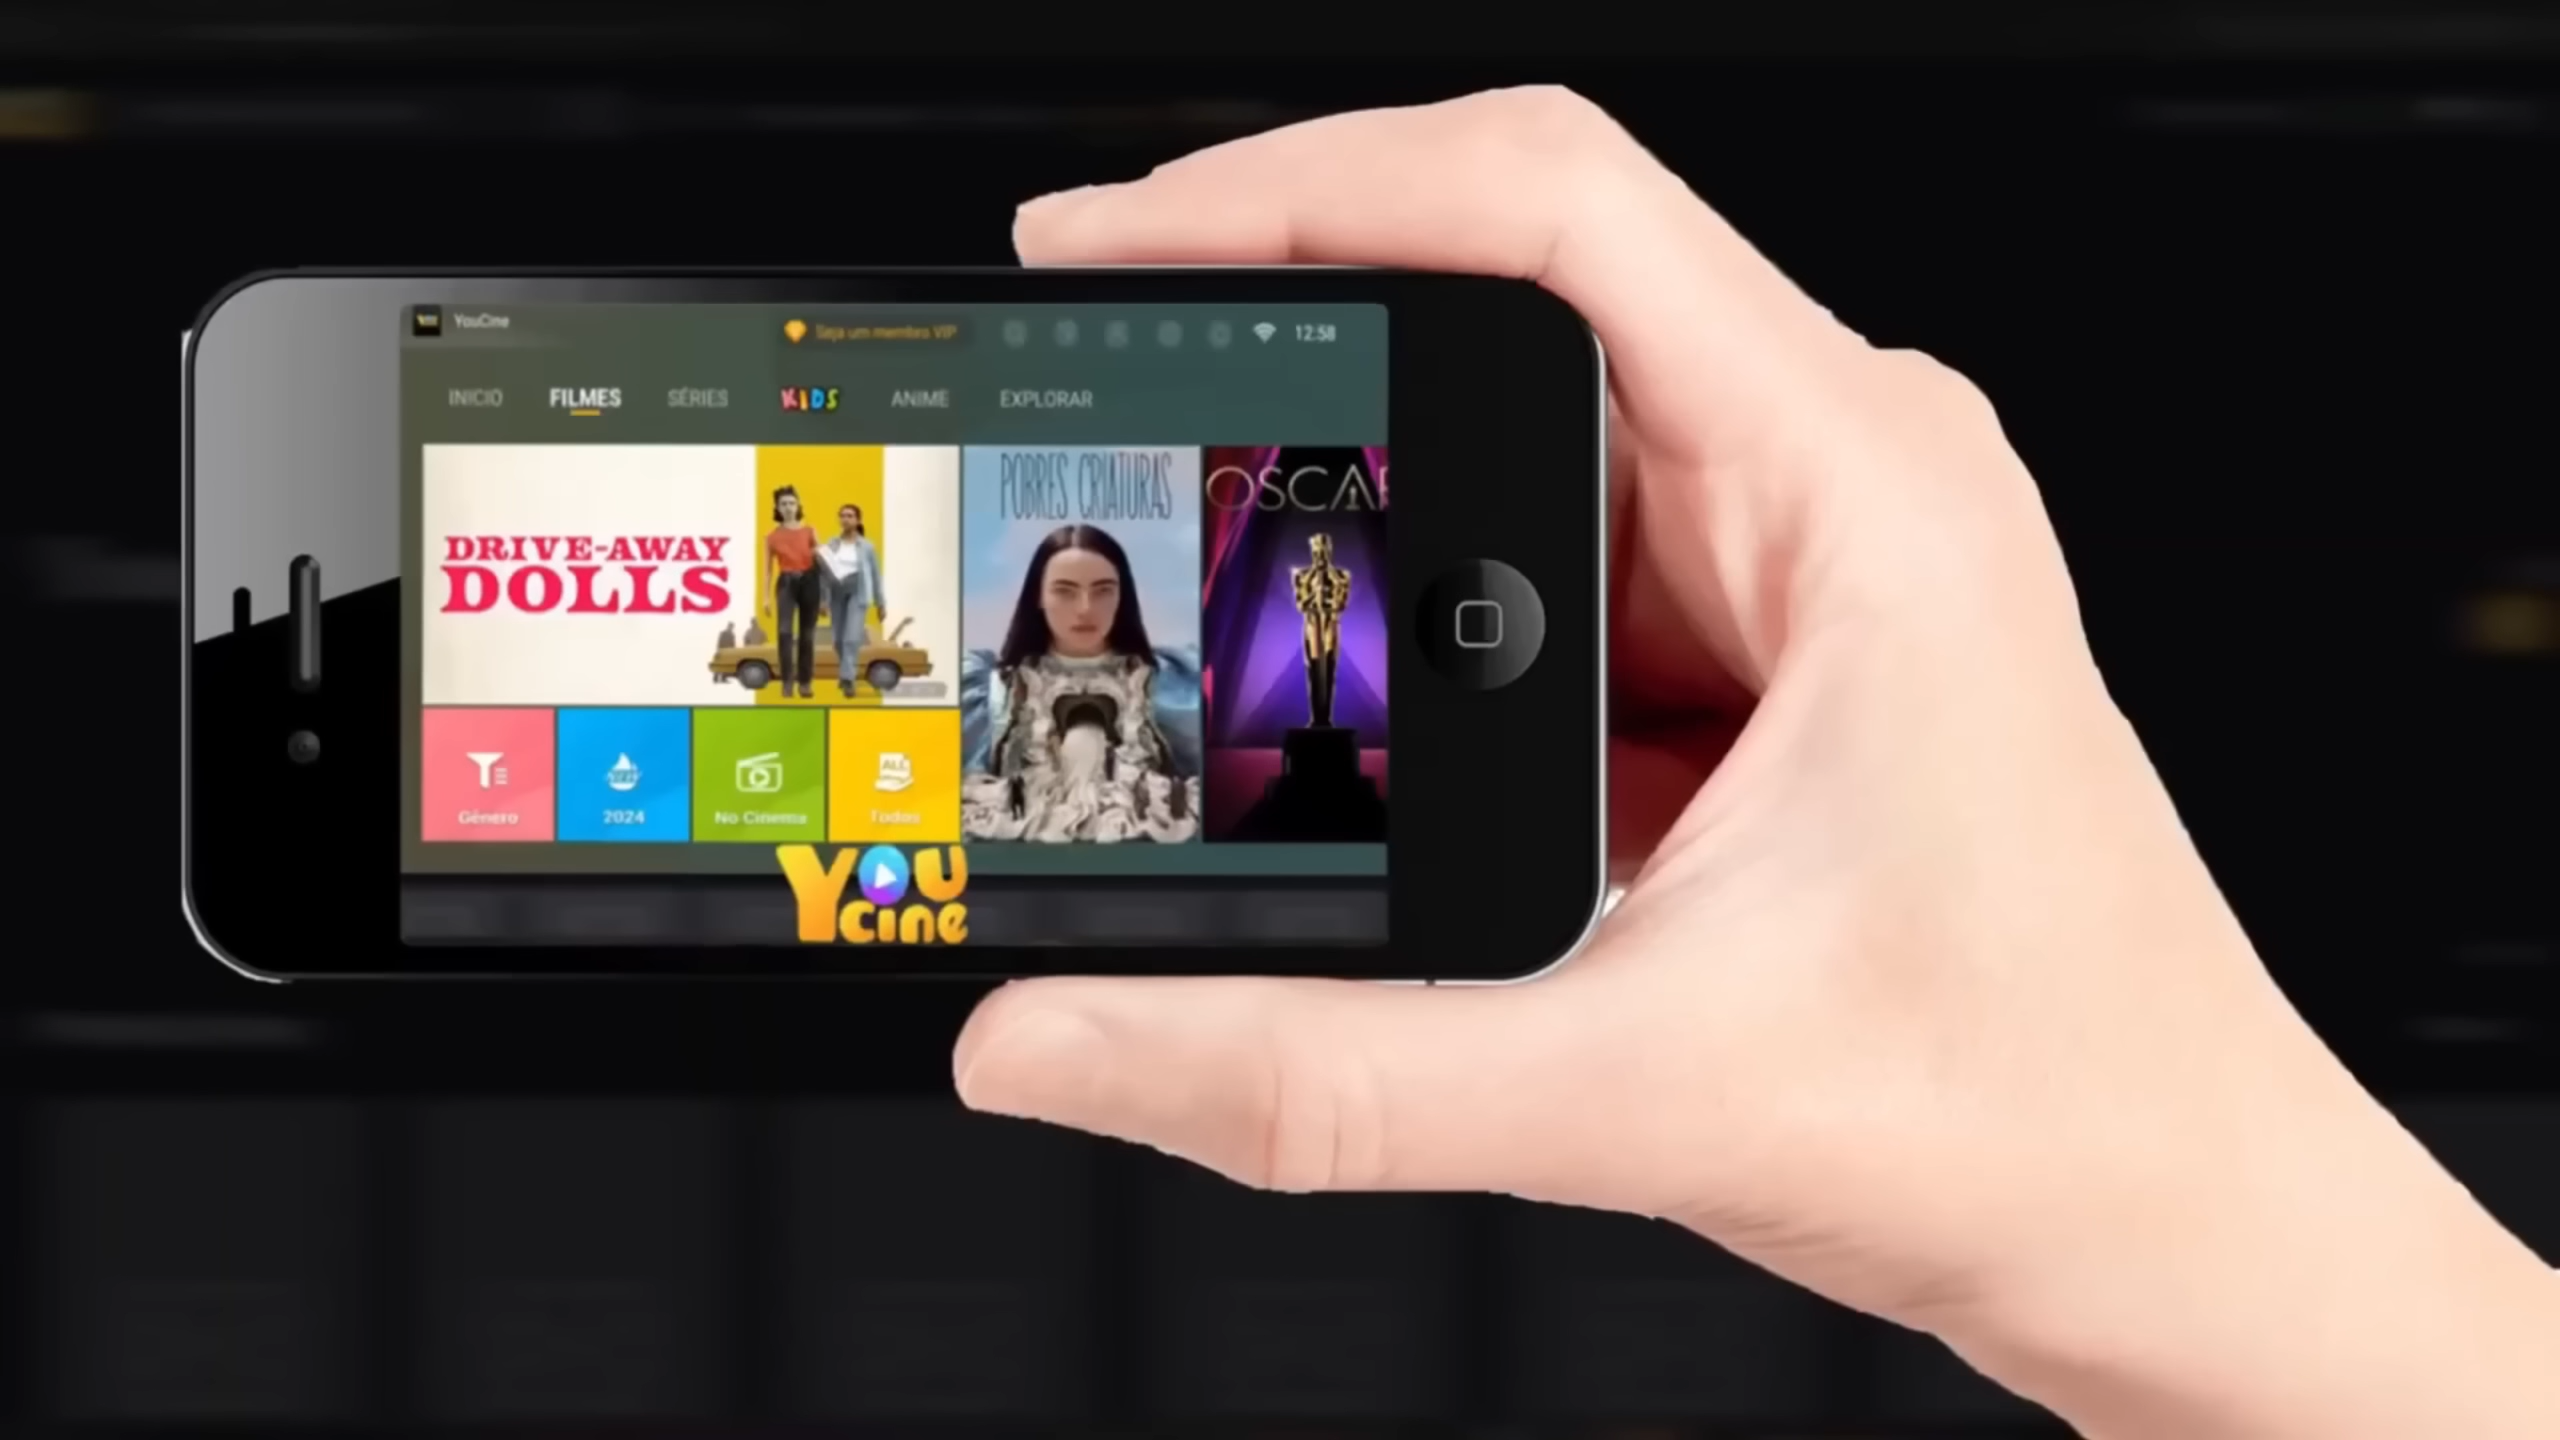 YouCine
Seja um membro VIP
12:58
INICIO
FILMES
SÉRIES
KIDS
ANIME
EXPLORAR
DRIVE-AWAY
DOLLS
POBRES CRIATURAS
OSCAR
Gênero
2024
No Cinema
ALL
Todos
YOU
cine